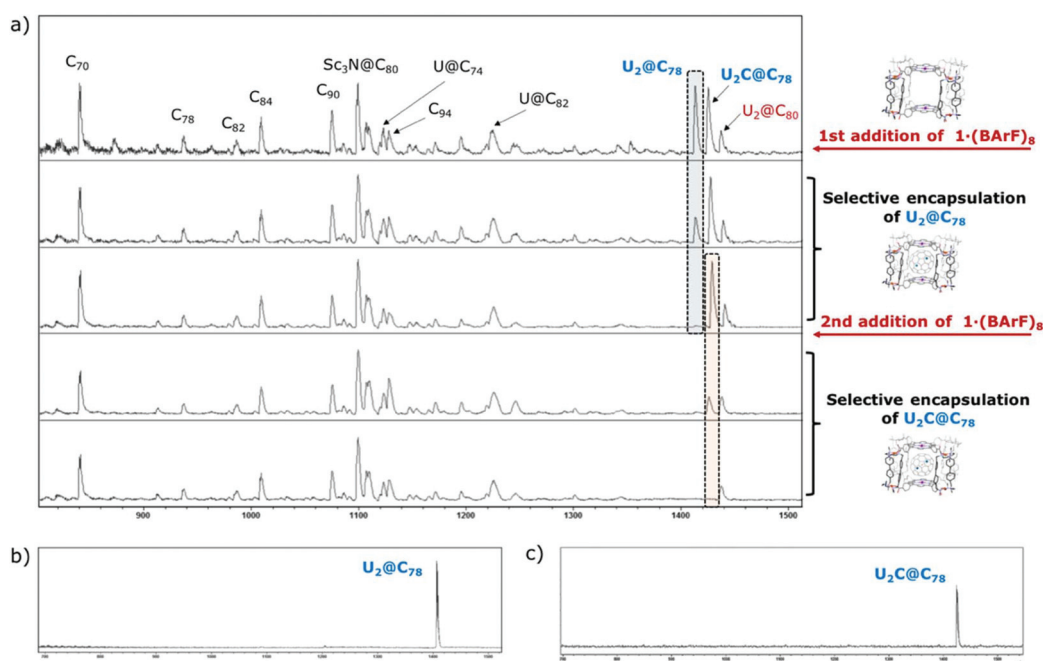 a)
C₇₀
C₇₈
C₈₂
C₈₄
C₉₀
Sc₃N@C₈₀
U@C₇₄
C₉₄
U@C₈₂
U₂@C₇₈
U₂C@C₇₈
U₂@C₈₀
1st addition of 1·(BArF)₈
Selective encapsulation
of U₂@C₇₈
2nd addition of 1·(BArF)₈
Selective encapsulation
of U₂C@C₇₈
900 1000 1100 1200 1300 1400 1500
b)
U₂@C₇₈
c)
U₂C@C₇₈